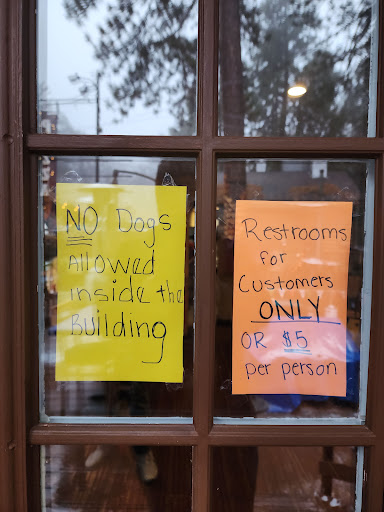 NO Dogs
Allowed
inside the
Building
Restrooms
for
Customers
ONLY
OR $5
per person